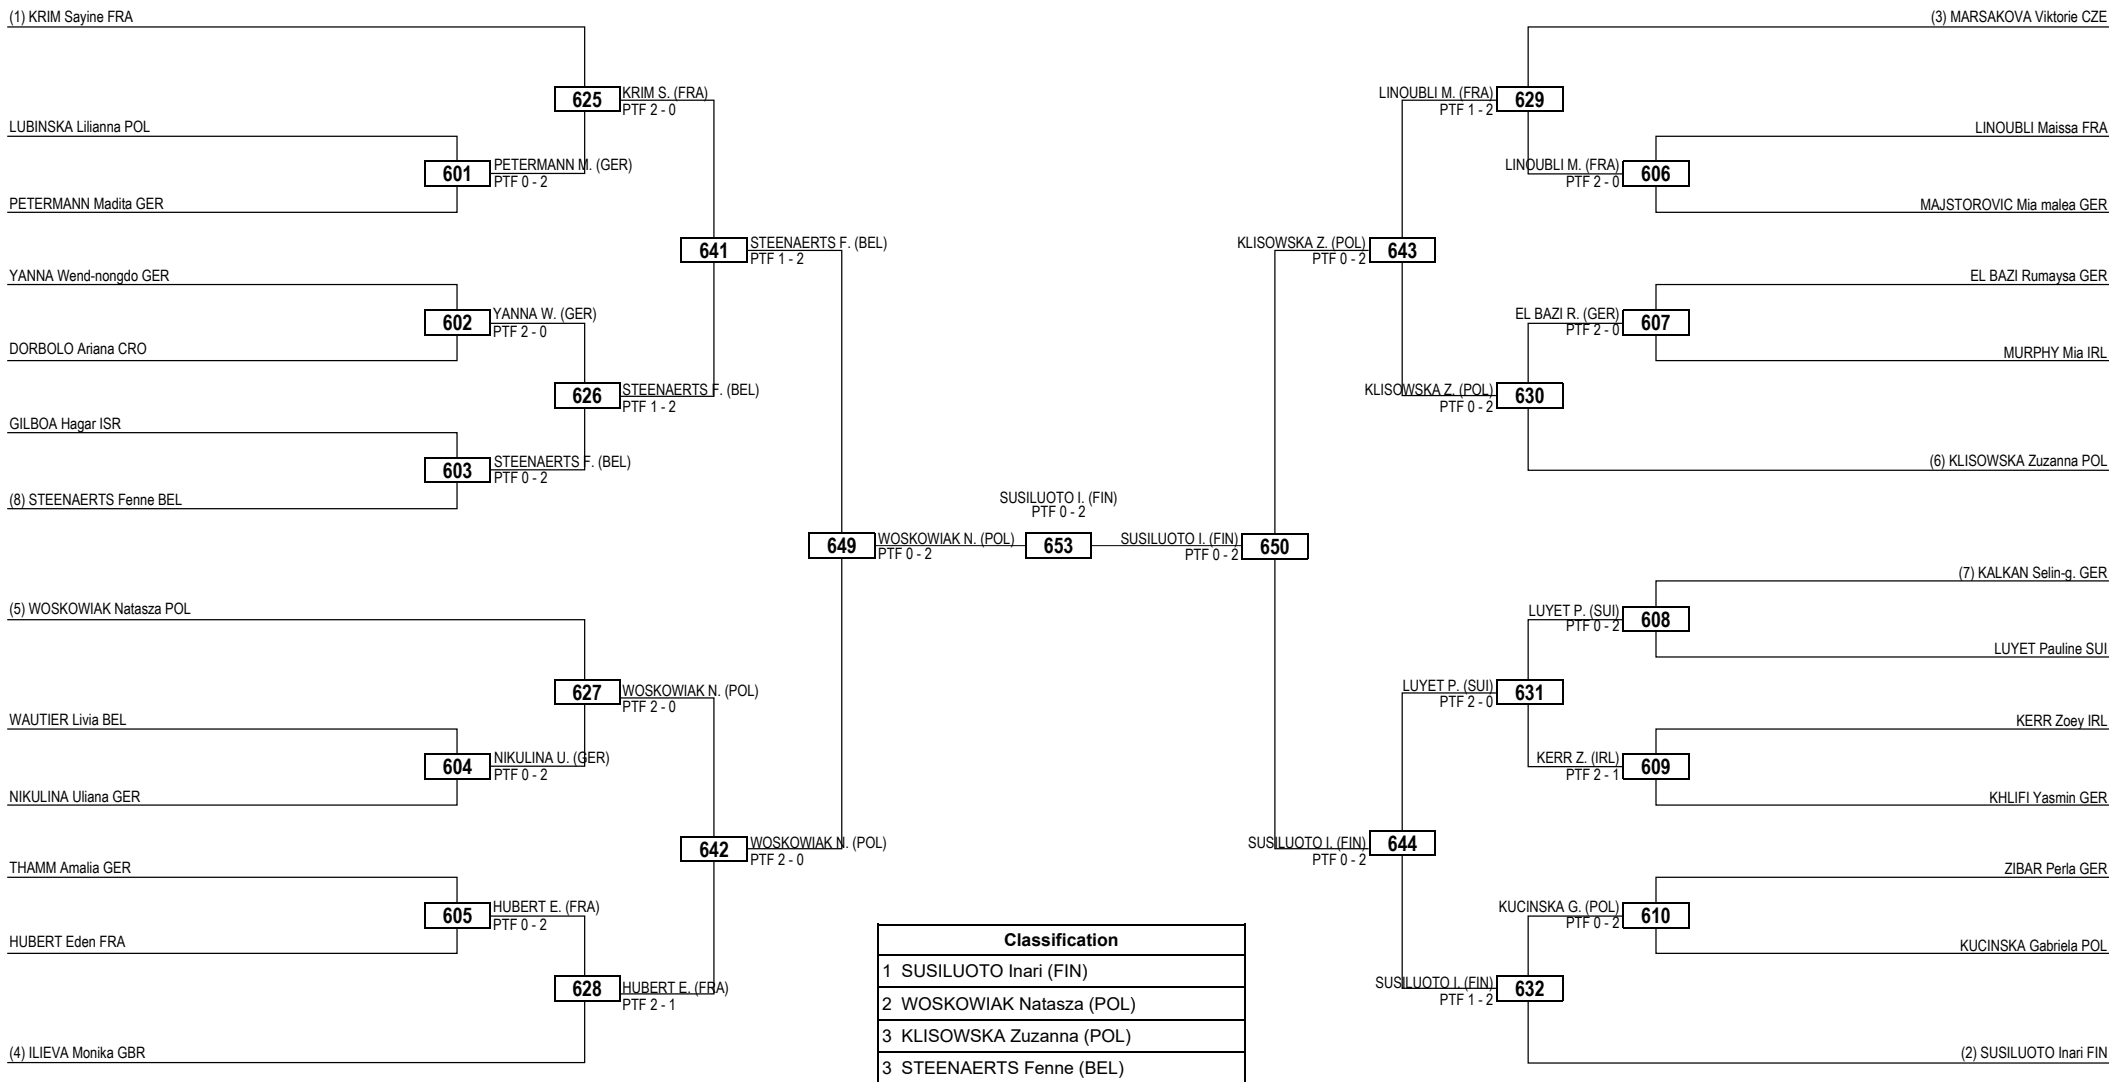 (1) KRIM Sayine FRA
(3) MARSAKOVA Viktorie CZE
625
KRIM S. (FRA)
PTF 2 - 0
LINOUBLI M. (FRA)
PTF 1 - 2
629
LUBINSKA Lilianna POL
LINOUBLI Maissa FRA
601
PETERMANN M. (GER)
PTF 0 - 2
LINOUBLI M. (FRA)
PTF 2 - 0
606
PETERMANN Madita GER
MAJSTOROVIC Mia malea GER
641
STEENAERTS F. (BEL)
PTF 1 - 2
KLISOWSKA Z. (POL)
PTF 0 - 2
643
YANNA Wend-nongdo GER
EL BAZI Rumaysa GER
602
YANNA W. (GER)
PTF 2 - 0
EL BAZI R. (GER)
PTF 2 - 0
607
DORBOLO Ariana CRO
MURPHY Mia IRL
626
STEENAERTS F. (BEL)
PTF 1 - 2
KLISOWSKA Z. (POL)
PTF 0 - 2
630
GILBOA Hagar ISR
603
STEENAERTS F. (BEL)
PTF 0 - 2
(6) KLISOWSKA Zuzanna POL
(8) STEENAERTS Fenne BEL
SUSILUOTO I. (FIN)
PTF 0 - 2
649
WOSKOWIAK N. (POL)
PTF 0 - 2
653
SUSILUOTO I. (FIN)
PTF 0 - 2
650
(7) KALKAN Selin-g. GER
(5) WOSKOWIAK Natasza POL
LUYET P. (SUI)
PTF 0 - 2
608
LUYET Pauline SUI
627
WOSKOWIAK N. (POL)
PTF 2 - 0
LUYET P. (SUI)
PTF 2 - 0
631
WAUTIER Livia BEL
KERR Zoey IRL
604
NIKULINA U. (GER)
PTF 0 - 2
KERR Z. (IRL)
PTF 2 - 1
609
NIKULINA Uliana GER
KHLIFI Yasmin GER
642
WOSKOWIAK N. (POL)
PTF 2 - 0
SUSILUOTO I. (FIN)
PTF 0 - 2
644
THAMM Amalia GER
ZIBAR Perla GER
605
HUBERT E. (FRA)
PTF 0 - 2
KUCINSKA G. (POL)
PTF 0 - 2
610
HUBERT Eden FRA
KUCINSKA Gabriela POL
628
HUBERT E. (FRA)
PTF 2 - 1
SUSILUOTO I. (FIN)
PTF 1 - 2
632
(4) ILIEVA Monika GBR
(2) SUSILUOTO Inari FIN
Classification
1 SUSILUOTO Inari (FIN)
2 WOSKOWIAK Natasza (POL)
3 KLISOWSKA Zuzanna (POL)
3 STEENAERTS Fenne (BEL)